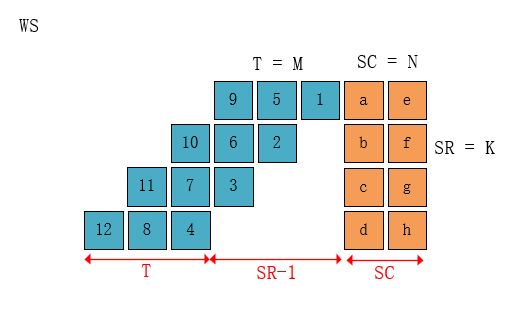 WS
T = M
SC = N
9 5 1 a e
10 6 2 b f
SR = K
11 7 3 c g
12 8 4 d h
T
SR-1
SC